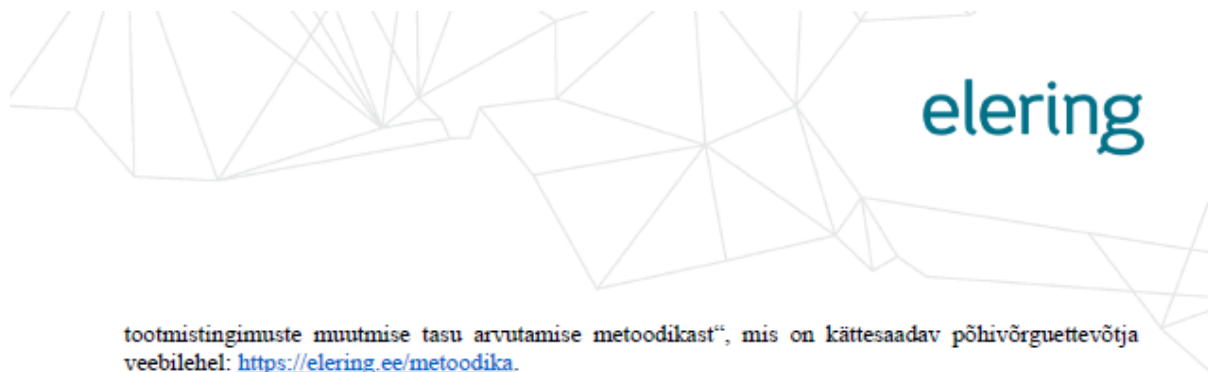 elering
tootmistingimuste muutmise tasu arvutamise metoodikast“, mis on kättesaadav põhivõrguettevõtja
veebilehel: https://elering.ee/metoodika.